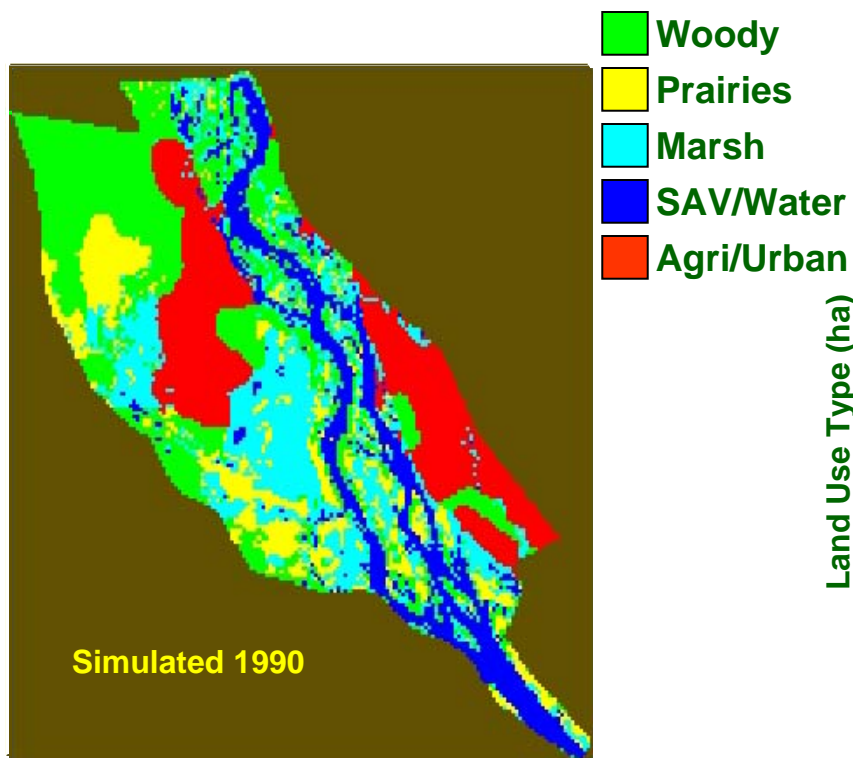 Woody
Prairies
Marsh
SAV/Water
Agri/Urban
Land Use Type (ha)
Simulated 1990